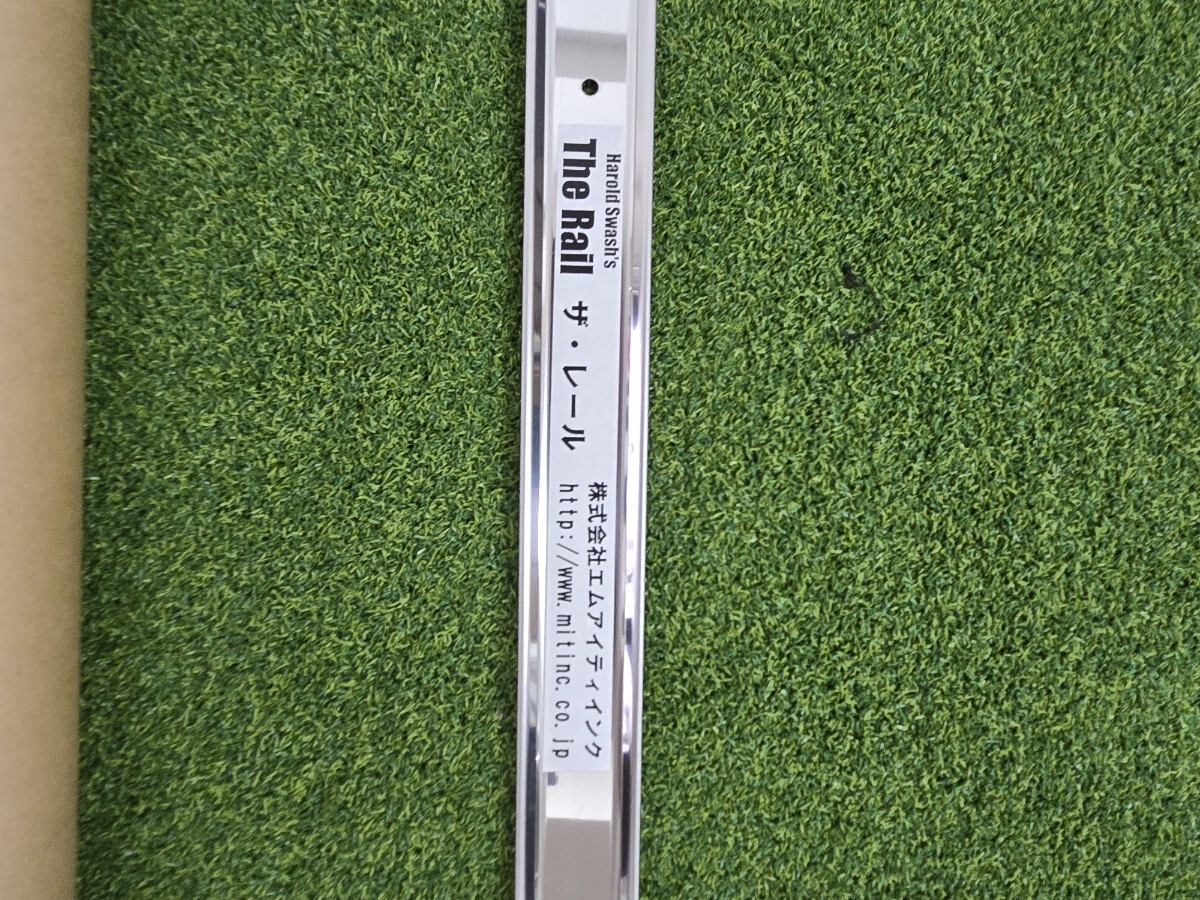 Harold Swash's
The Rail ザ・レール
株式会社エムアイティインク
http://www.mitinc.co.jp